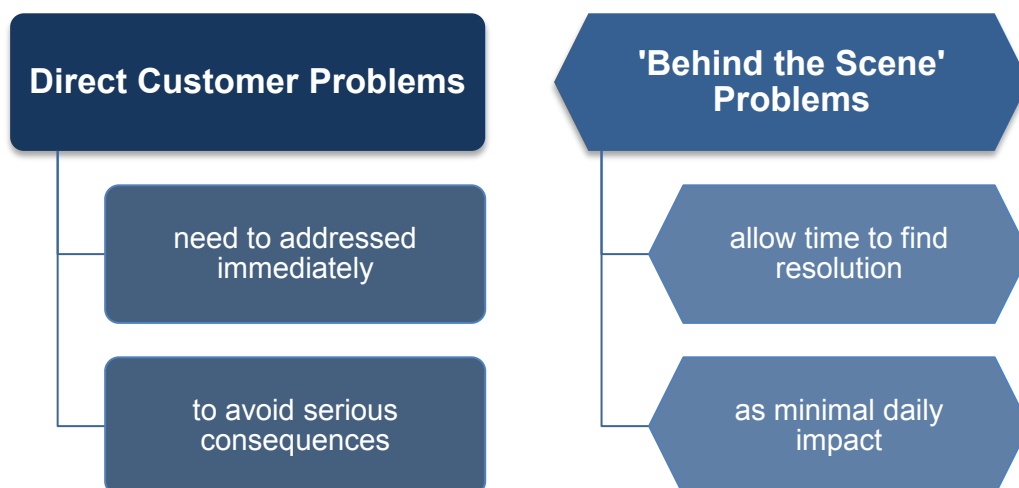 Direct Customer Problems
need to addressed
immediately
to avoid serious
consequences
'Behind the Scene'
Problems
allow time to find
resolution
as minimal daily
impact